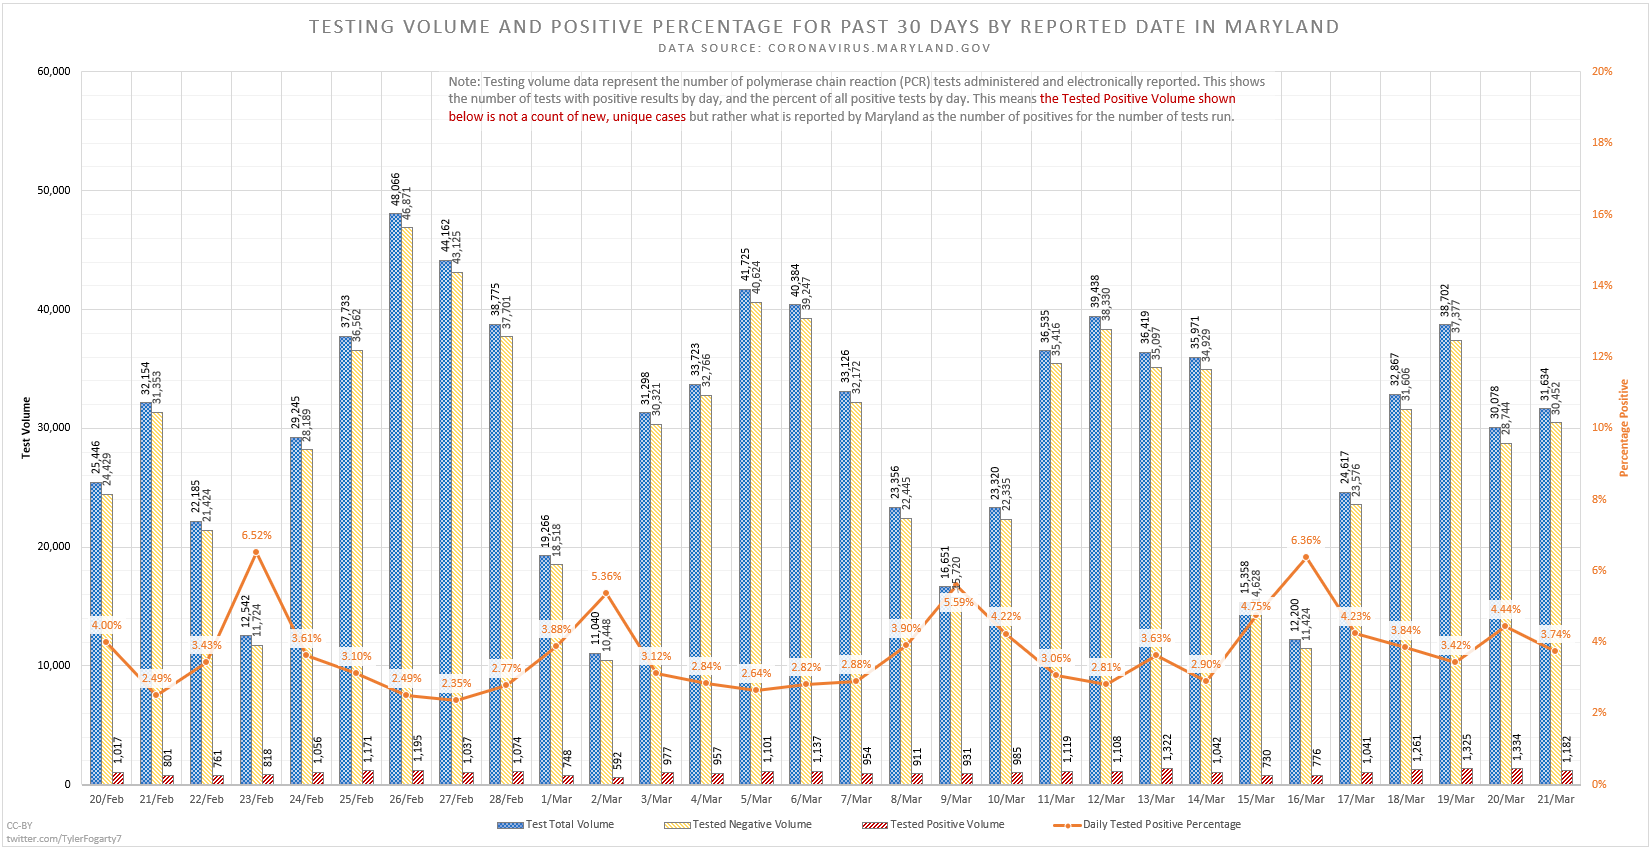 TESTING VOLUME AND POSITIVE PERCENTAGE FOR PAST 30 DAYS BY REPORTED DATE IN MARYLAND
DATA SOURCE: CORONAVIRUS.MARYLAND.GOV
Note: Testing volume data represent the number of polymerase chain reaction (PCR) tests administered and electronically reported. This shows
the number of tests with positive results by day, and the percent of all positive tests by day. This means the Tested Positive Volume shown
below is not a count of new, unique cases but rather what is reported by Maryland as the number of positives for the number of tests run.
Test Volume
60,000
50,000
40,000
30,000
20,000
10,000
0
Percentage Positive
20%
18%
16%
14%
12%
10%
8%
6%
4%
2%
0%
25,446 24,429 4.00% 1,017
32,154 31,353 2.49% 801
22,185 21,424 3.43% 761
12,542 11,724 6.52% 818
29,245 28,189 3.61% 1,056
37,733 36,562 3.10% 1,171
48,066 46,871 2.49% 1,195
44,162 43,125 2.35% 1,037
38,775 37,701 2.77% 1,074
19,266 18,518 3.88% 748
11,040 10,448 5.36% 592
31,298 30,321 3.12% 977
33,723 32,766 2.84% 957
41,725 40,624 2.64% 1,101
40,384 39,247 2.82% 1,137
33,126 32,172 2.88% 954
23,356 22,445 3.90% 911
16,651 5.59% 931
23,320 22,335 4.22% 985
36,535 35,416 3.06% 1,119
39,438 38,330 2.81% 1,108
36,419 35,097 3.63% 1,322
35,971 34,929 2.90% 1,042
15,358 4.75% 730
12,200 11,424 6.36% 776
24,617 23,576 4.23% 1,041
32,867 31,606 3.84% 1,261
38,702 37,377 3.42% 1,325
30,078 28,744 4.44% 1,334
31,634 30,452 3.74% 1,182
20/Feb 21/Feb 22/Feb 23/Feb 24/Feb 25/Feb 26/Feb 27/Feb 28/Feb 1/Mar 2/Mar 3/Mar 4/Mar 5/Mar 6/Mar 7/Mar 8/Mar 9/Mar 10/Mar 11/Mar 12/Mar 13/Mar 14/Mar 15/Mar 16/Mar 17/Mar 18/Mar 19/Mar 20/Mar 21/Mar
Test Total Volume Tested Negative Volume Tested Positive Volume Daily Tested Positive Percentage
CC-BY
twitter.com/TylerFogarty7